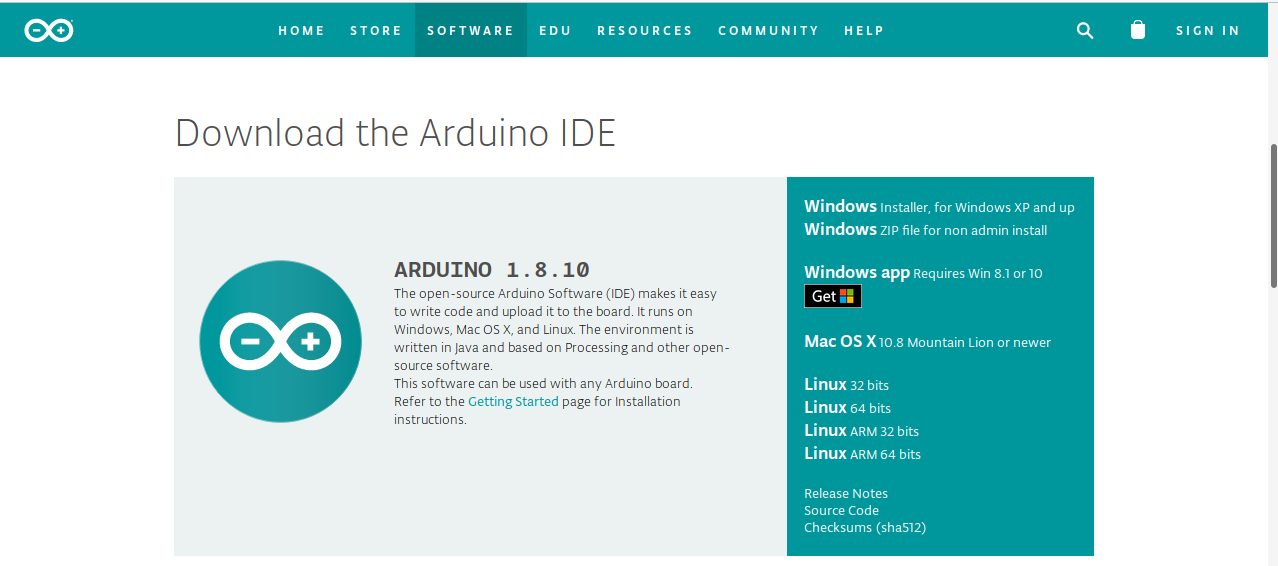 HOME STORE SOFTWARE EDU RESOURCES COMMUNITY HELP SIGN IN
Download the Arduino IDE
ARDUINO 1.8.10
The open-source Arduino Software (IDE) makes it easy
to write code and upload it to the board. It runs on
Windows, Mac OS X, and Linux. The environment is
written in Java and based on Processing and other open-
source software.
This software can be used with any Arduino board.
Refer to the Getting Started page for Installation
instructions.
Windows Installer, for Windows XP and up
Windows ZIP file for non admin install
Windows app Requires Win 8.1 or 10
Get
Mac OS X 10.8 Mountain Lion or newer
Linux 32 bits
Linux 64 bits
Linux ARM 32 bits
Linux ARM 64 bits
Release Notes
Source Code
Checksums (sha512)